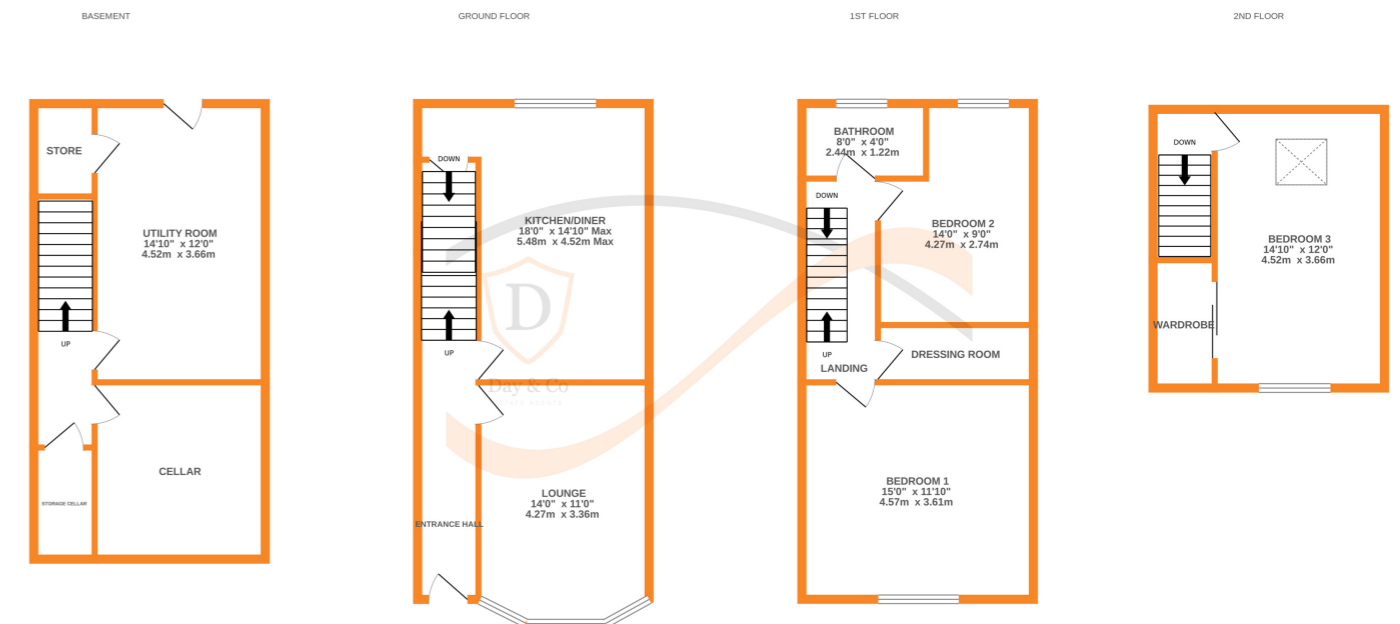 BASEMENT
GROUND FLOOR
1ST FLOOR
2ND FLOOR
STORE
UTILITY ROOM
14'10" x 12'0"
4.52m x 3.66m
UP
CELLAR
STORAGE CELLAR
DOWN
KITCHEN/DINER
18'0" x 14'10" Max
5.48m x 4.52m Max
D
UP
Day & Co
ESTATE AGENTS
LOUNGE
14'0" x 11'0"
4.27m x 3.36m
ENTRANCE HALL
BATHROOM
8'0" x 4'0"
2.44m x 1.22m
DOWN
BEDROOM 2
14'0" x 9'0"
4.27m x 2.74m
UP
LANDING
DRESSING ROOM
BEDROOM 1
15'0" x 11'10"
4.57m x 3.61m
DOWN
BEDROOM 3
14'10" x 12'0"
4.52m x 3.66m
WARDROBE